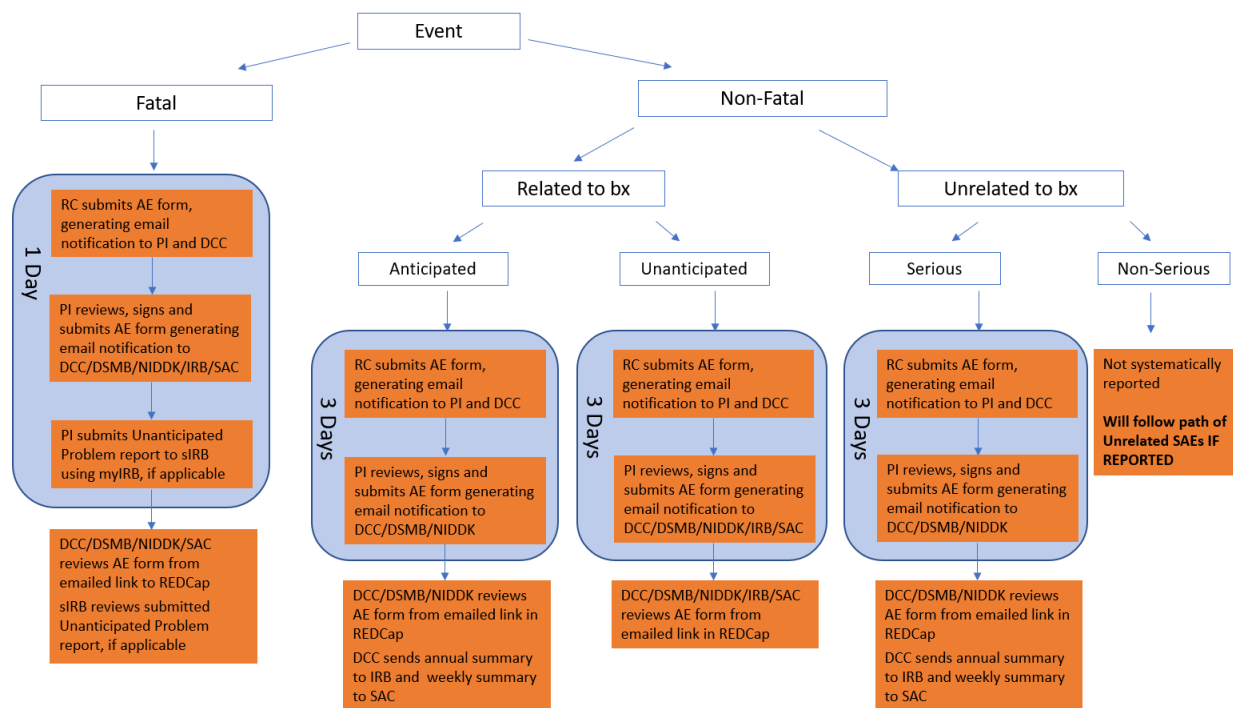 Event
Fatal
Non-Fatal
Related to bx
Unrelated to bx
Anticipated
Unanticipated
Serious
Non-Serious
1 Day
RC submits AE form,
generating email
notification to PI and DCC
PI reviews, signs and
submits AE form generating
email notification to
DCC/DSMB/NIDDK/IRB/SAC
PI submits Unanticipated
Problem report to sIRB
using myIRB, if applicable
DCC/DSMB/NIDDK/SAC
reviews AE form from
emailed link to REDCap
sIRB reviews submitted
Unanticipated Problem
report, if applicable
3 Days
RC submits AE form,
generating email
notification to PI and DCC
PI reviews, signs and
submits AE form generating
email notification to
DCC/DSMB/NIDDK
DCC/DSMB/NIDDK reviews
AE form from emailed link in
REDCap
DCC sends annual summary
to IRB and weekly summary
to SAC
3 Days
RC submits AE form,
generating email
notification to PI and DCC
PI reviews, signs and
submits AE form generating
email notification to
DCC/DSMB/NIDDK/IRB/SAC
DCC/DSMB/NIDDK/IRB/SAC
reviews AE form from
emailed link in REDCap
3 Days
RC submits AE form,
generating email
notification to PI and DCC
PI reviews, signs and
submits AE form generating
email notification to
DCC/DSMB/NIDDK
DCC/DSMB/NIDDK reviews
AE form from emailed link in
REDCap
DCC sends annual summary
to IRB and weekly summary
to SAC
Not systematically
reported
Will follow path of
Unrelated SAEs IF
REPORTED